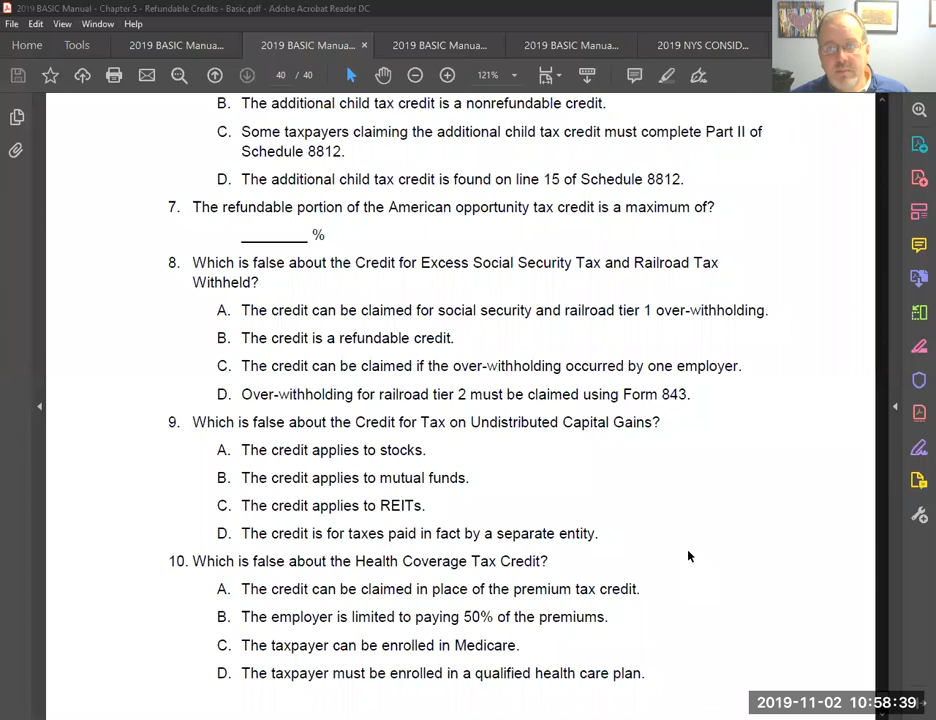 2019 BASIC Manual - Chapter 5 - Refundable Credits - Basic.pdf - Adobe Acrobat Reader DC
File Edit View Window Help
Home Tools 2019 BASIC Manua... 2019 BASIC Manua... × 2019 BASIC Manua... 2019 BASIC Manua... 2019 NYS CONSID...
40 / 40 121%
B. The additional child tax credit is a nonrefundable credit.
C. Some taxpayers claiming the additional child tax credit must complete Part II of
Schedule 8812.
D. The additional child tax credit is found on line 15 of Schedule 8812.
7. The refundable portion of the American opportunity tax credit is a maximum of?
________ %
8. Which is false about the Credit for Excess Social Security Tax and Railroad Tax
Withheld?
A. The credit can be claimed for social security and railroad tier 1 over-withholding.
B. The credit is a refundable credit.
C. The credit can be claimed if the over-withholding occurred by one employer.
D. Over-withholding for railroad tier 2 must be claimed using Form 843.
9. Which is false about the Credit for Tax on Undistributed Capital Gains?
A. The credit applies to stocks.
B. The credit applies to mutual funds.
C. The credit applies to REITs.
D. The credit is for taxes paid in fact by a separate entity.
10. Which is false about the Health Coverage Tax Credit?
A. The credit can be claimed in place of the premium tax credit.
B. The employer is limited to paying 50% of the premiums.
C. The taxpayer can be enrolled in Medicare.
D. The taxpayer must be enrolled in a qualified health care plan.
2019-11-02 10:58:39